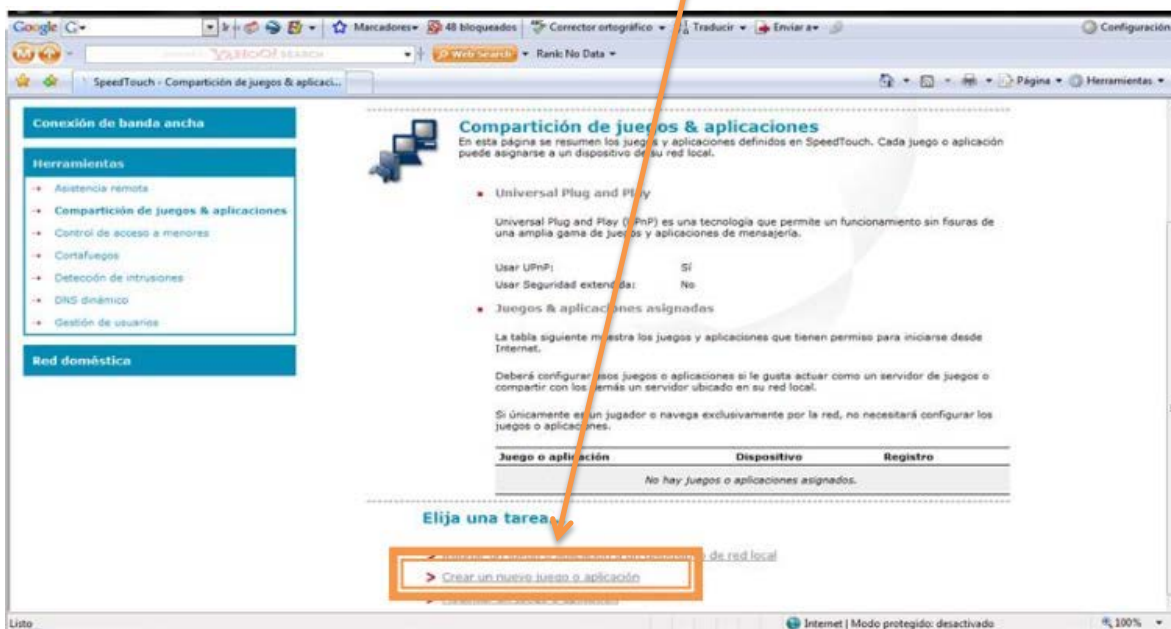 Google G Marcadores 48 bloqueados Corrector ortográfico Traducir Enviar a Configuración
YAHOO! SEARCH Web Search Rank: No Data
SpeedTouch - Compartición de juegos & aplicaci... Página Herramientas
Conexión de banda ancha
Herramientas
Asistencia remota
Compartición de juegos & aplicaciones
Control de acceso a menores
Cortafuegos
Detección de intrusiones
DNS dinámico
Gestión de usuarios
Red doméstica
Compartición de juegos & aplicaciones
En esta página se resumen los juegos y aplicaciones definidos en SpeedTouch. Cada juego o aplicación
puede asignarse a un dispositivo de su red local.
Universal Plug and Play
Universal Plug and Play (UPnP) es una tecnología que permite un funcionamiento sin fisuras de
una amplia gama de juegos y aplicaciones de mensajería.
Usar UPnP: Sí
Usar Seguridad extendida: No
Juegos & aplicaciones asignadas
La tabla siguiente muestra los juegos y aplicaciones que tienen permiso para iniciarse desde
Internet.
Deberá configurar esos juegos o aplicaciones si le gusta actuar como un servidor de juegos o
compartir con los demás un servidor ubicado en su red local.
Si únicamente es un jugador o navega exclusivamente por la red, no necesitará configurar los
juegos o aplicaciones.
Juego o aplicación Dispositivo Registro
No hay juegos o aplicaciones asignados.
Elija una tarea
de red local
> Crear un nuevo juego o aplicación
Listo Internet | Modo protegido: desactivado 100%